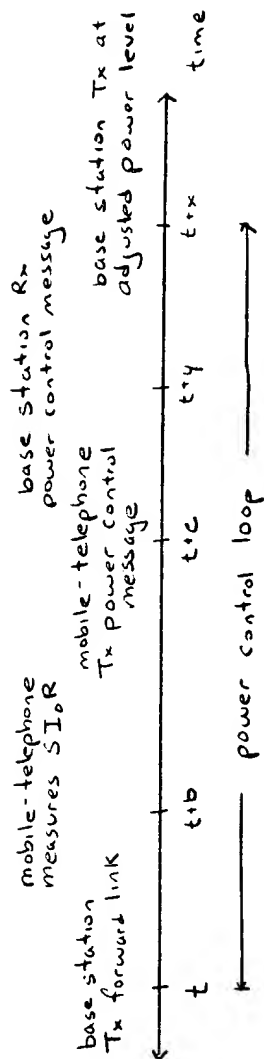 base station
Tx forward link
mobile-telephone
measures SI₀R
mobile-telephone
Tx power control
message
base station Rx
power control message
base station Tx at
adjusted power level
t
t+b
t+c
t+y
t+x
time
power control loop